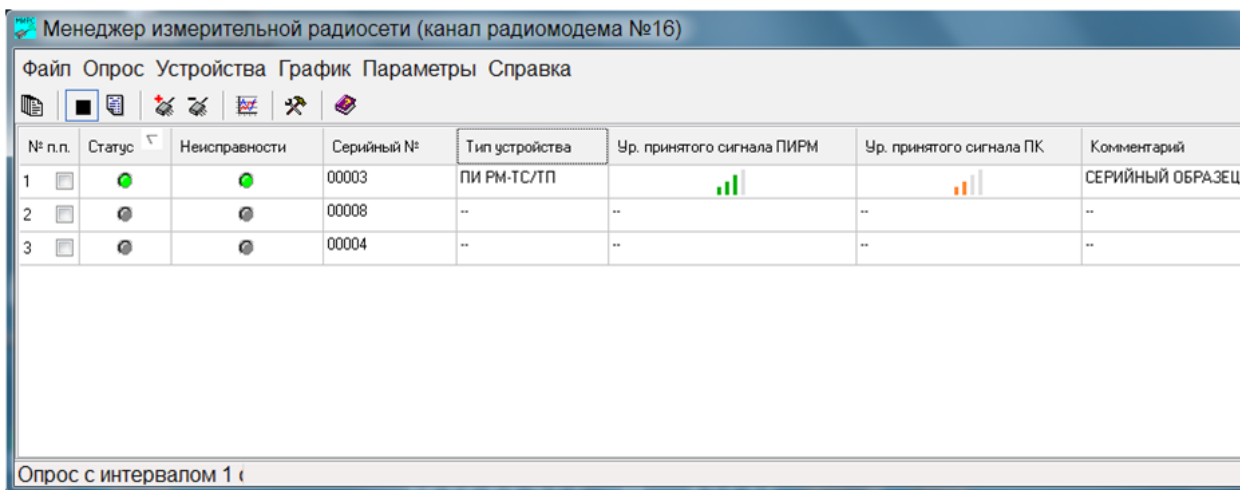 Менеджер измерительной радиосети (канал радиомодема №16)
Файл Опрос Устройства График Параметры Справка
№ п.п. Статус Неисправности Серийный № Тип устройства Ур. принятого сигнала ПИРМ Ур. принятого сигнала ПК Комментарий
1 00003 ПИ РМ-ТС/ТП СЕРИЙНЫЙ ОБРАЗЕЦ
2 00008 -- -- -- --
3 00004 -- -- -- --
Опрос с интервалом 1